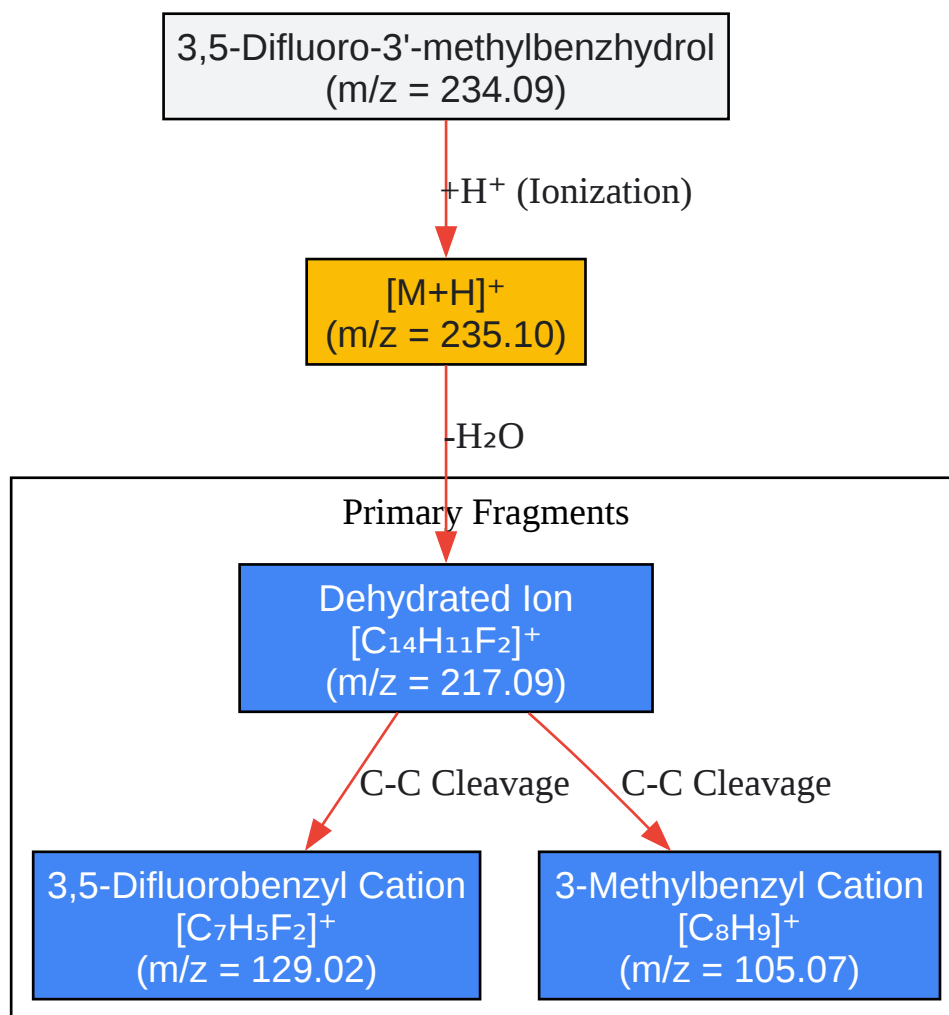 3,5-Difluoro-3'-methylbenzhydrol
(m/z = 234.09)
+H⁺ (Ionization)
[M+H]⁺
(m/z = 235.10)
-H₂O
Primary Fragments
Dehydrated Ion
[C₁₄H₁₁F₂]⁺
(m/z = 217.09)
C-C Cleavage
C-C Cleavage
3,5-Difluorobenzyl Cation
[C₇H₅F₂]⁺
(m/z = 129.02)
3-Methylbenzyl Cation
[C₈H₉]⁺
(m/z = 105.07)